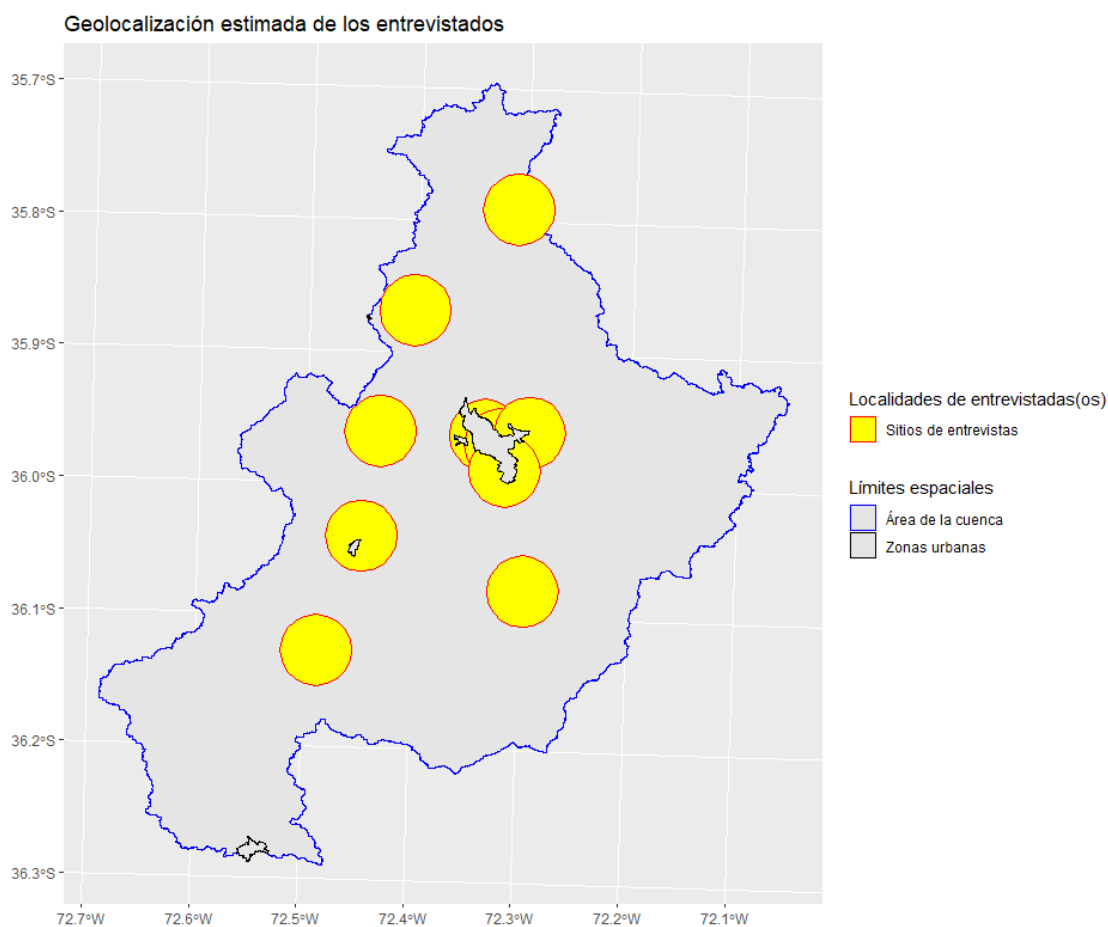 Geolocalización estimada de los entrevistados
35.7°S
35.8°S
35.9°S
36.0°S
36.1°S
36.2°S
36.3°S
72.7°W
72.6°W
72.5°W
72.4°W
72.3°W
72.2°W
72.1°W
Localidades de entrevistadas(os)
Sitios de entrevistas
Límites espaciales
Área de la cuenca
Zonas urbanas